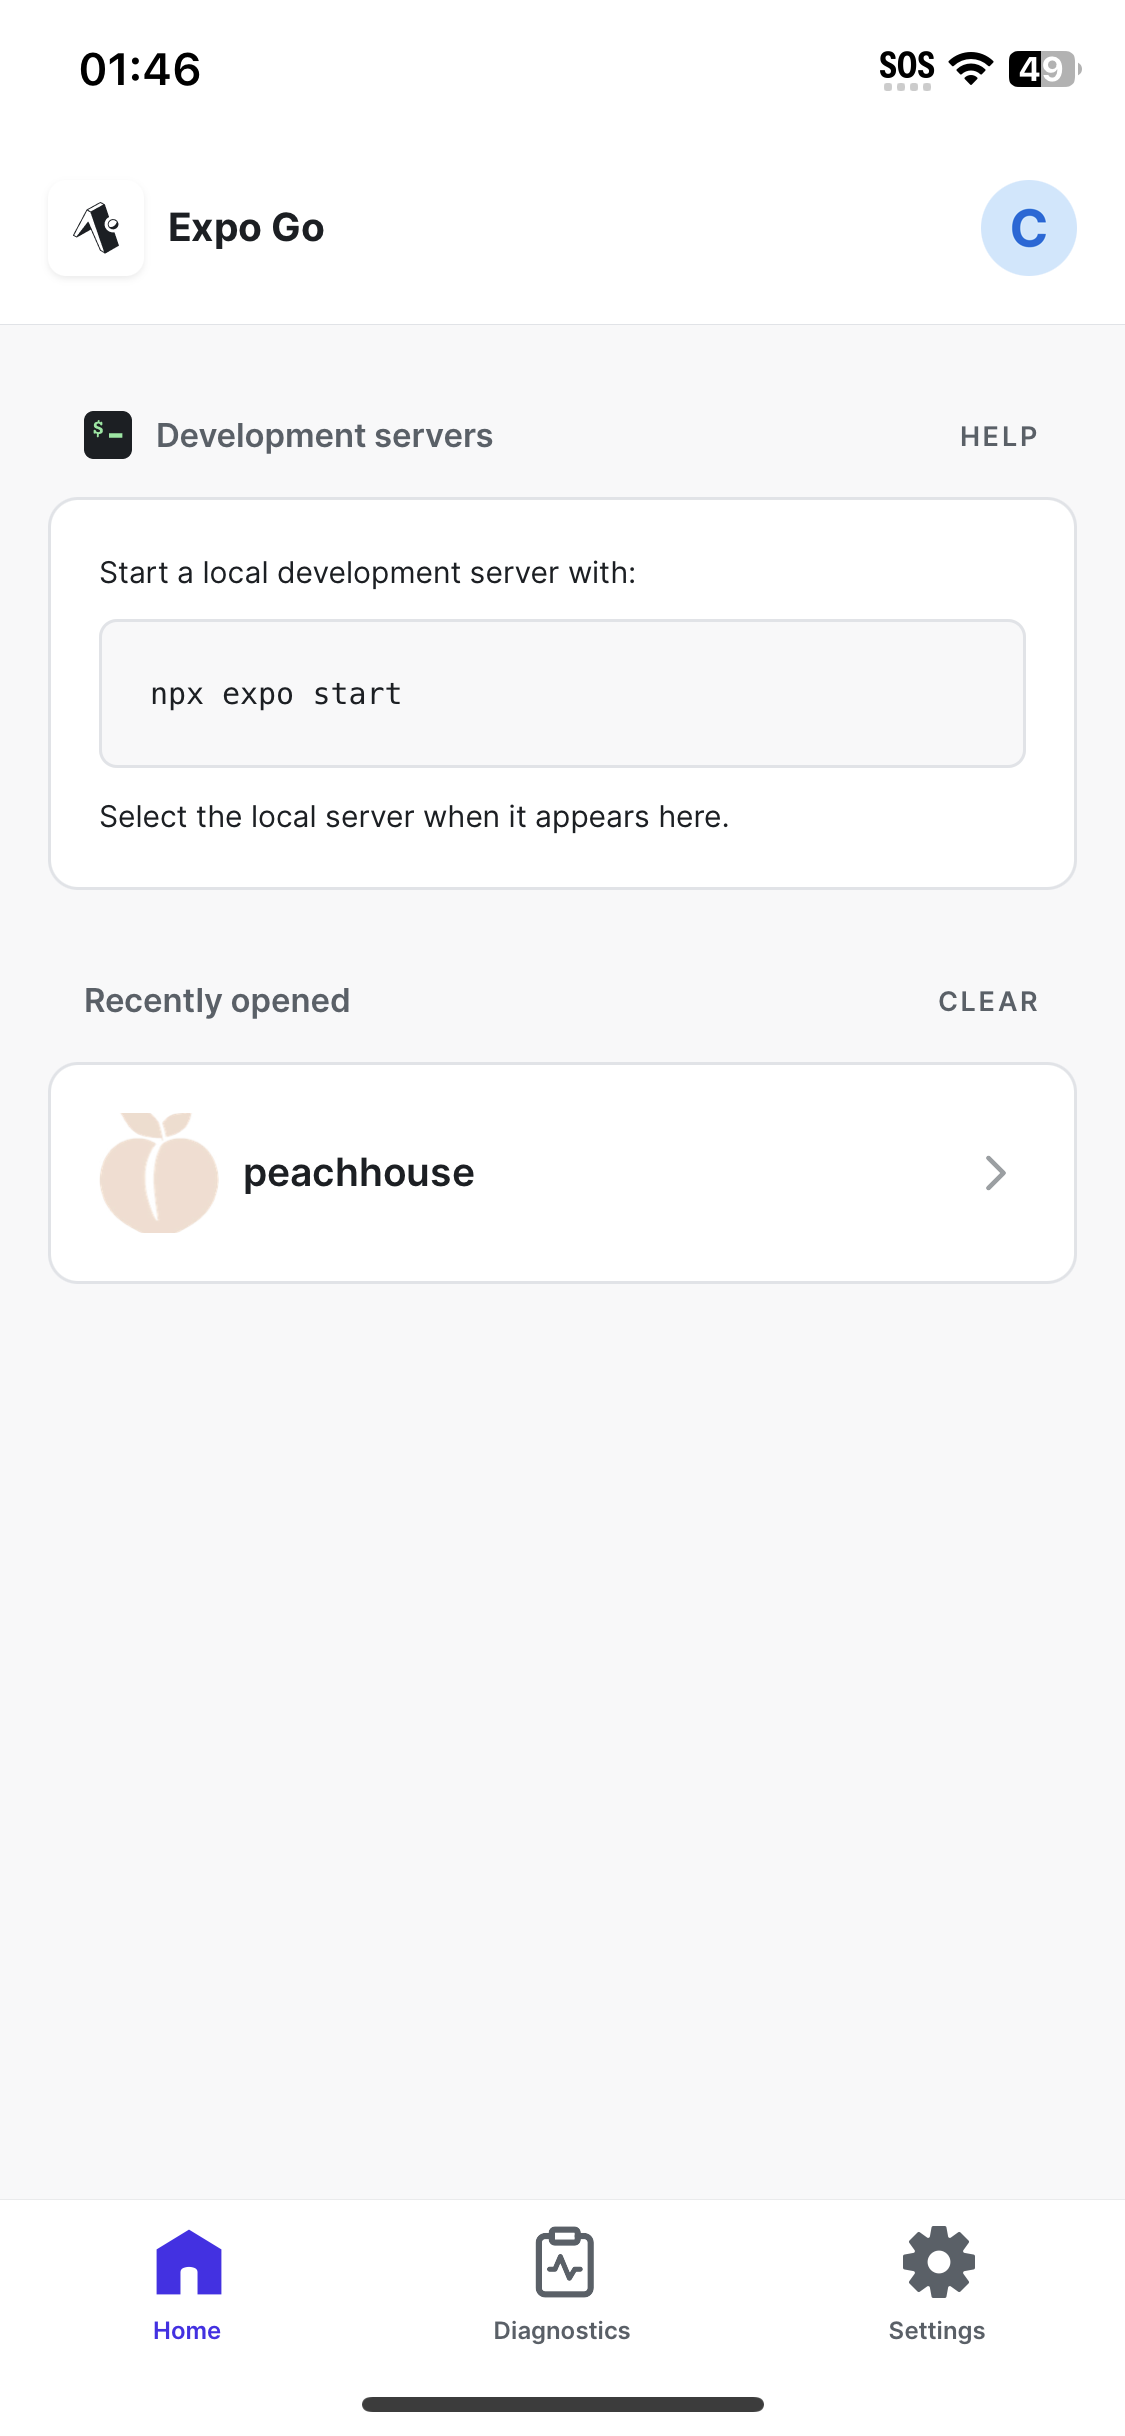 01:46
SOS
49
Expo Go
C
$
Development servers
HELP
Start a local development server with:
npx expo start
Select the local server when it appears here.
Recently opened
CLEAR
peachhouse
Home
Diagnostics
Settings